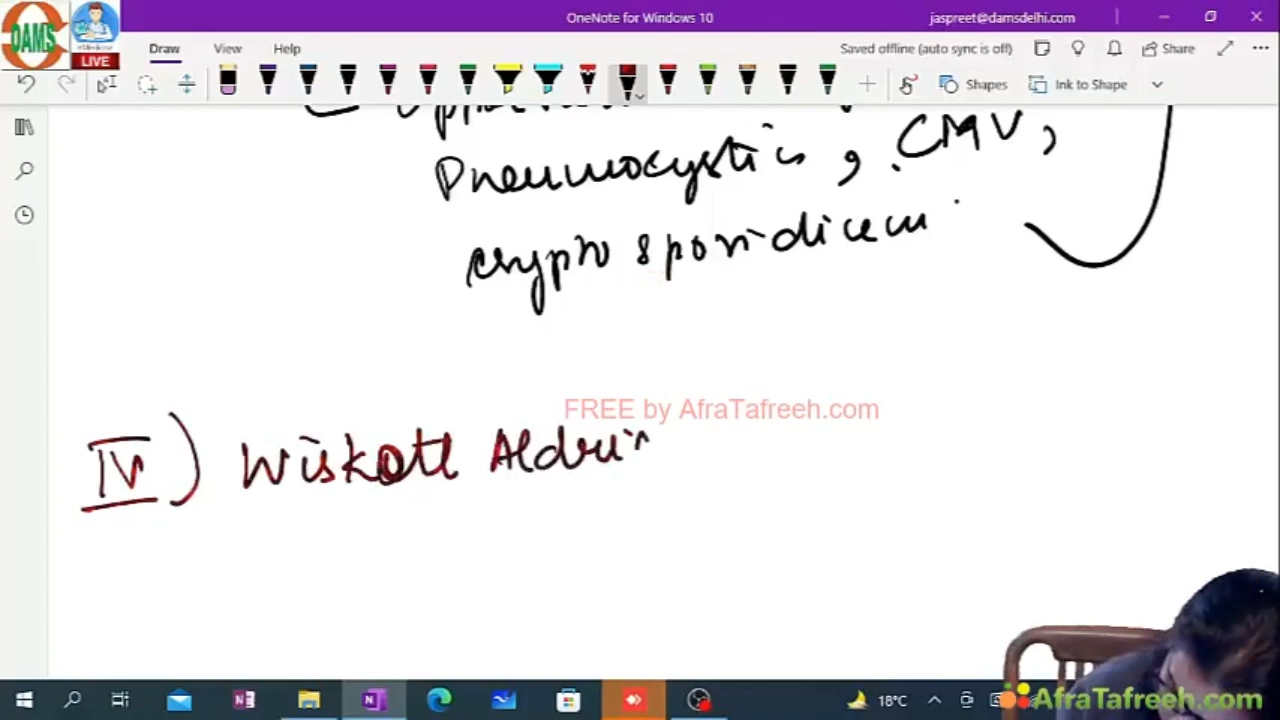 DAMS
eMedicoz
LIVE
OneNote for Windows 10
jaspreet@damsdelhi.com
Draw
View
Help
Saved offline (auto sync is off)
Share
Shapes
Ink to Shape
Pneumocystis, CMV,
cryptosporidium
FREE by AfraTafreeh.com
IV) Wiskott Aldri
18°C
AfraTafreeh.com